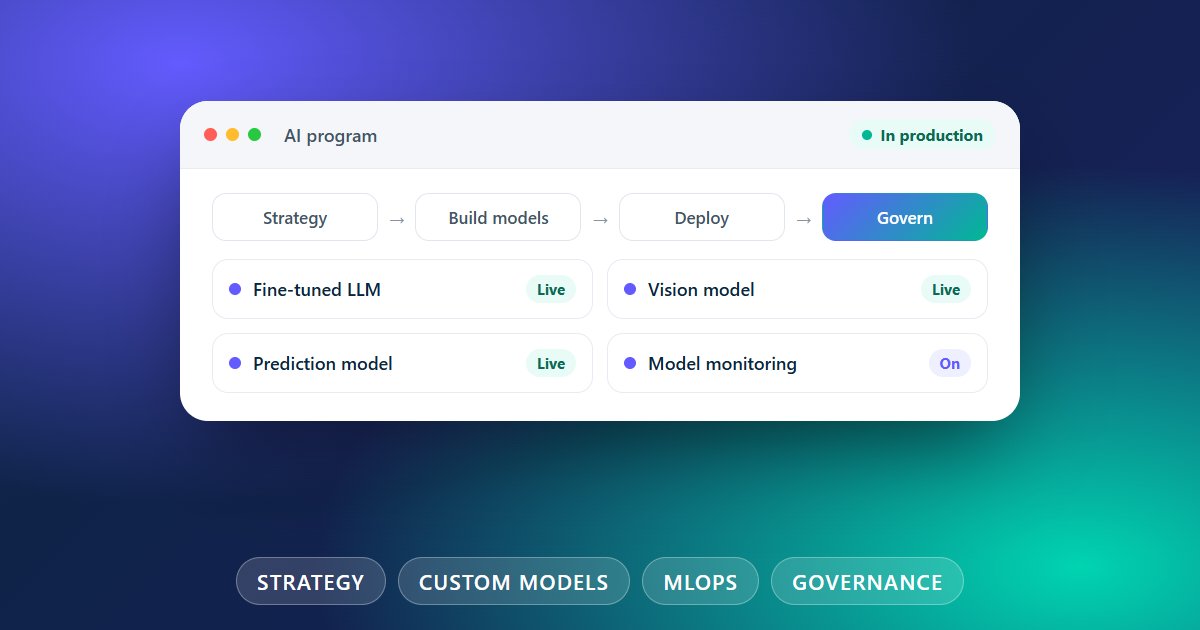 AI program
In production
Strategy → Build models → Deploy → Govern
Fine-tuned LLM Live
Vision model Live
Prediction model Live
Model monitoring On
STRATEGY CUSTOM MODELS MLOPS GOVERNANCE